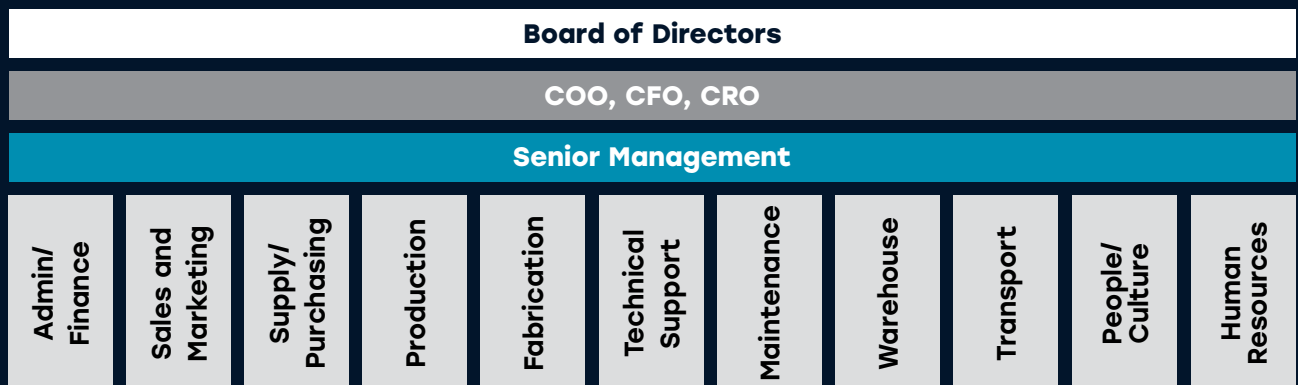 Board of Directors
COO, CFO, CRO
Senior Management
Admin/
Finance
Sales and
Marketing
Supply/
Purchasing
Production
Fabrication
Technical
Support
Maintenance
Warehouse
Transport
People/
Culture
Human
Resources